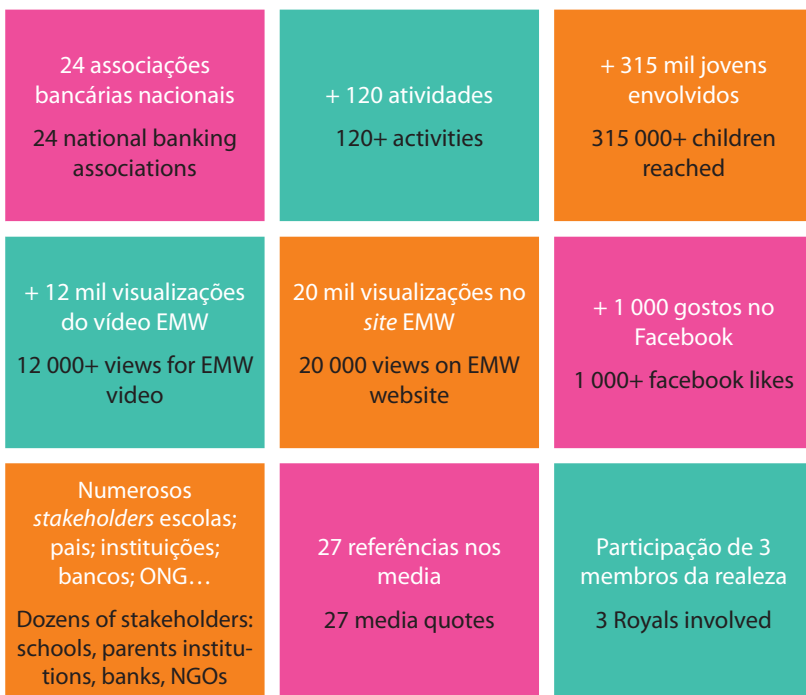 24 associações
bancárias nacionais
24 national banking
associations
+ 120 atividades
120+ activities
+ 315 mil jovens
envolvidos
315 000+ children
reached
+ 12 mil visualizações
do vídeo EMW
12 000+ views for EMW
video
20 mil visualizações no
site EMW
20 000 views on EMW
website
+ 1 000 gostos no
Facebook
1 000+ facebook likes
Numerosos
stakeholders escolas;
pais; instituições;
bancos; ONG…
Dozens of stakeholders:
schools, parents institu-
tions, banks, NGOs
27 referências nos
media
27 media quotes
Participação de 3
membros da realeza
3 Royals involved